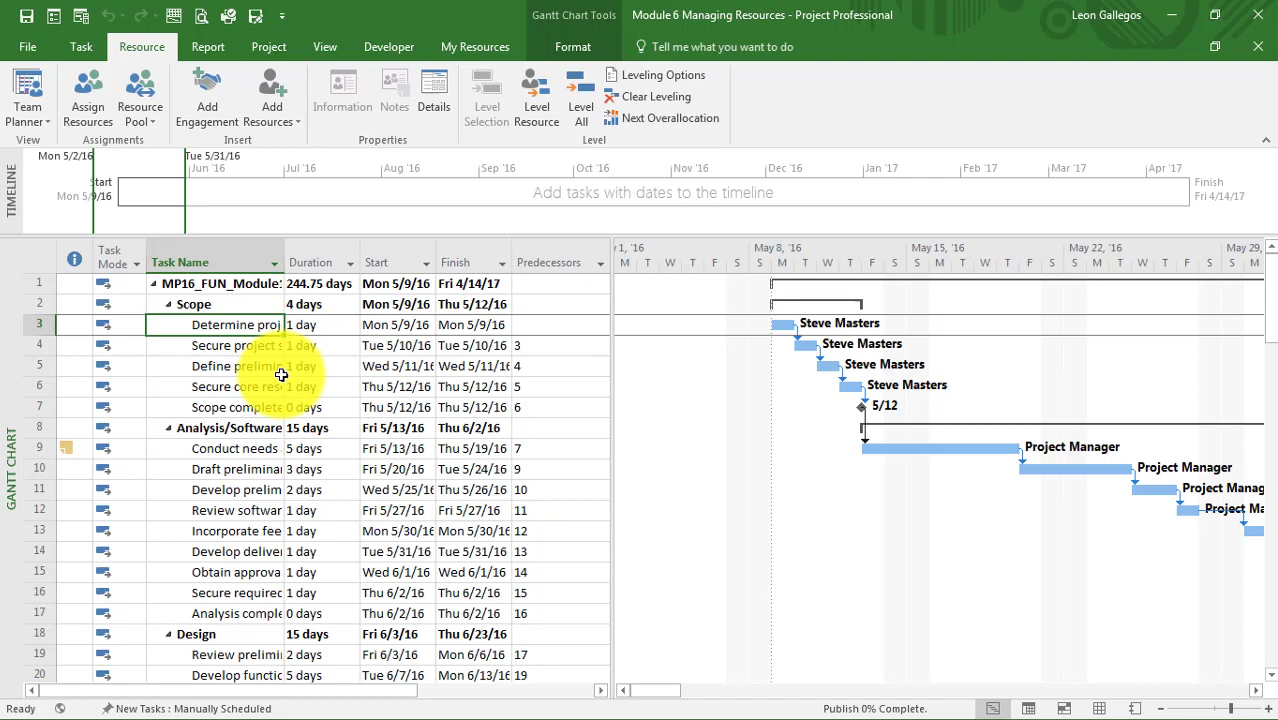 Gantt Chart Tools
Module 6 Managing Resources - Project Professional
Leon Gallegos
File Task Resource Report Project View Developer My Resources Format Tell me what you want to do
Team Planner
Assign Resources
Resource Pool
Add Engagement
Add Resources
Information
Notes
Details
Level Selection
Level Resource
Level All
Leveling Options
Clear Leveling
Next Overallocation
View Assignments Insert Properties Level
TIMELINE
Mon 5/2/16 Tue 5/31/16
Jun '16 Jul '16 Aug '16 Sep '16 Oct '16 Nov '16 Dec '16 Jan '17 Feb '17 Mar '17 Apr '17
Start
Mon 5/9/16
Add tasks with dates to the timeline
Finish
Fri 4/14/17
GANTT CHART
Task Mode Task Name Duration Start Finish Predecessors
1, '16 May 8, '16 May 15, '16 May 22, '16 May 29,
M T W T F S S M T W T F S S M T W T F S S M T W T F S S M
1 MP16_FUN_Module1 244.75 days Mon 5/9/16 Fri 4/14/17
2 Scope 4 days Mon 5/9/16 Thu 5/12/16
3 Determine proj 1 day Mon 5/9/16 Mon 5/9/16 Steve Masters
4 Secure project s 1 day Tue 5/10/16 Tue 5/10/16 3 Steve Masters
5 Define prelimin 1 day Wed 5/11/16 Wed 5/11/16 4 Steve Masters
6 Secure core res 1 day Thu 5/12/16 Thu 5/12/16 5 Steve Masters
7 Scope complete 0 days Thu 5/12/16 Thu 5/12/16 6 5/12
8 Analysis/Software 15 days Fri 5/13/16 Thu 6/2/16
9 Conduct needs 5 days Fri 5/13/16 Thu 5/19/16 7 Project Manager
10 Draft preliminar 3 days Fri 5/20/16 Tue 5/24/16 9 Project Manager
11 Develop prelim 2 days Wed 5/25/16 Thu 5/26/16 10 Project Manag
12 Review softwar 1 day Fri 5/27/16 Fri 5/27/16 11 Project Ma
13 Incorporate fee 1 day Mon 5/30/16 Mon 5/30/16 12
14 Develop deliver 1 day Tue 5/31/16 Tue 5/31/16 13
15 Obtain approva 1 day Wed 6/1/16 Wed 6/1/16 14
16 Secure required 1 day Thu 6/2/16 Thu 6/2/16 15
17 Analysis comple 0 days Thu 6/2/16 Thu 6/2/16 16
18 Design 15 days Fri 6/3/16 Thu 6/23/16
19 Review prelimi 2 days Fri 6/3/16 Mon 6/6/16 17
20 Develop functio 5 days Tue 6/7/16 Mon 6/13/16 19
Ready New Tasks : Manually Scheduled Publish 0% Complete.